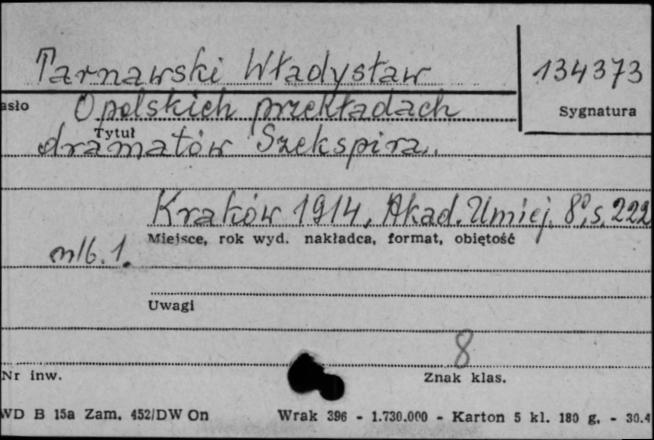 Tarnawski Władysław 134373
asło Sygnatura
O polskich przekładach
Tytuł
dramatów Szekspira.
Kraków 1914, Akad. Umiej. 8°, s. 222
Miejsce, rok wyd. nakładca, format, obiętość
nlb. 1.
Uwagi
8
Nr inw. Znak klas.
WD B 15a Zam. 452/DW On Wrak 396 - 1.730.000 - Karton 5 kl. 180 g. - 30.4